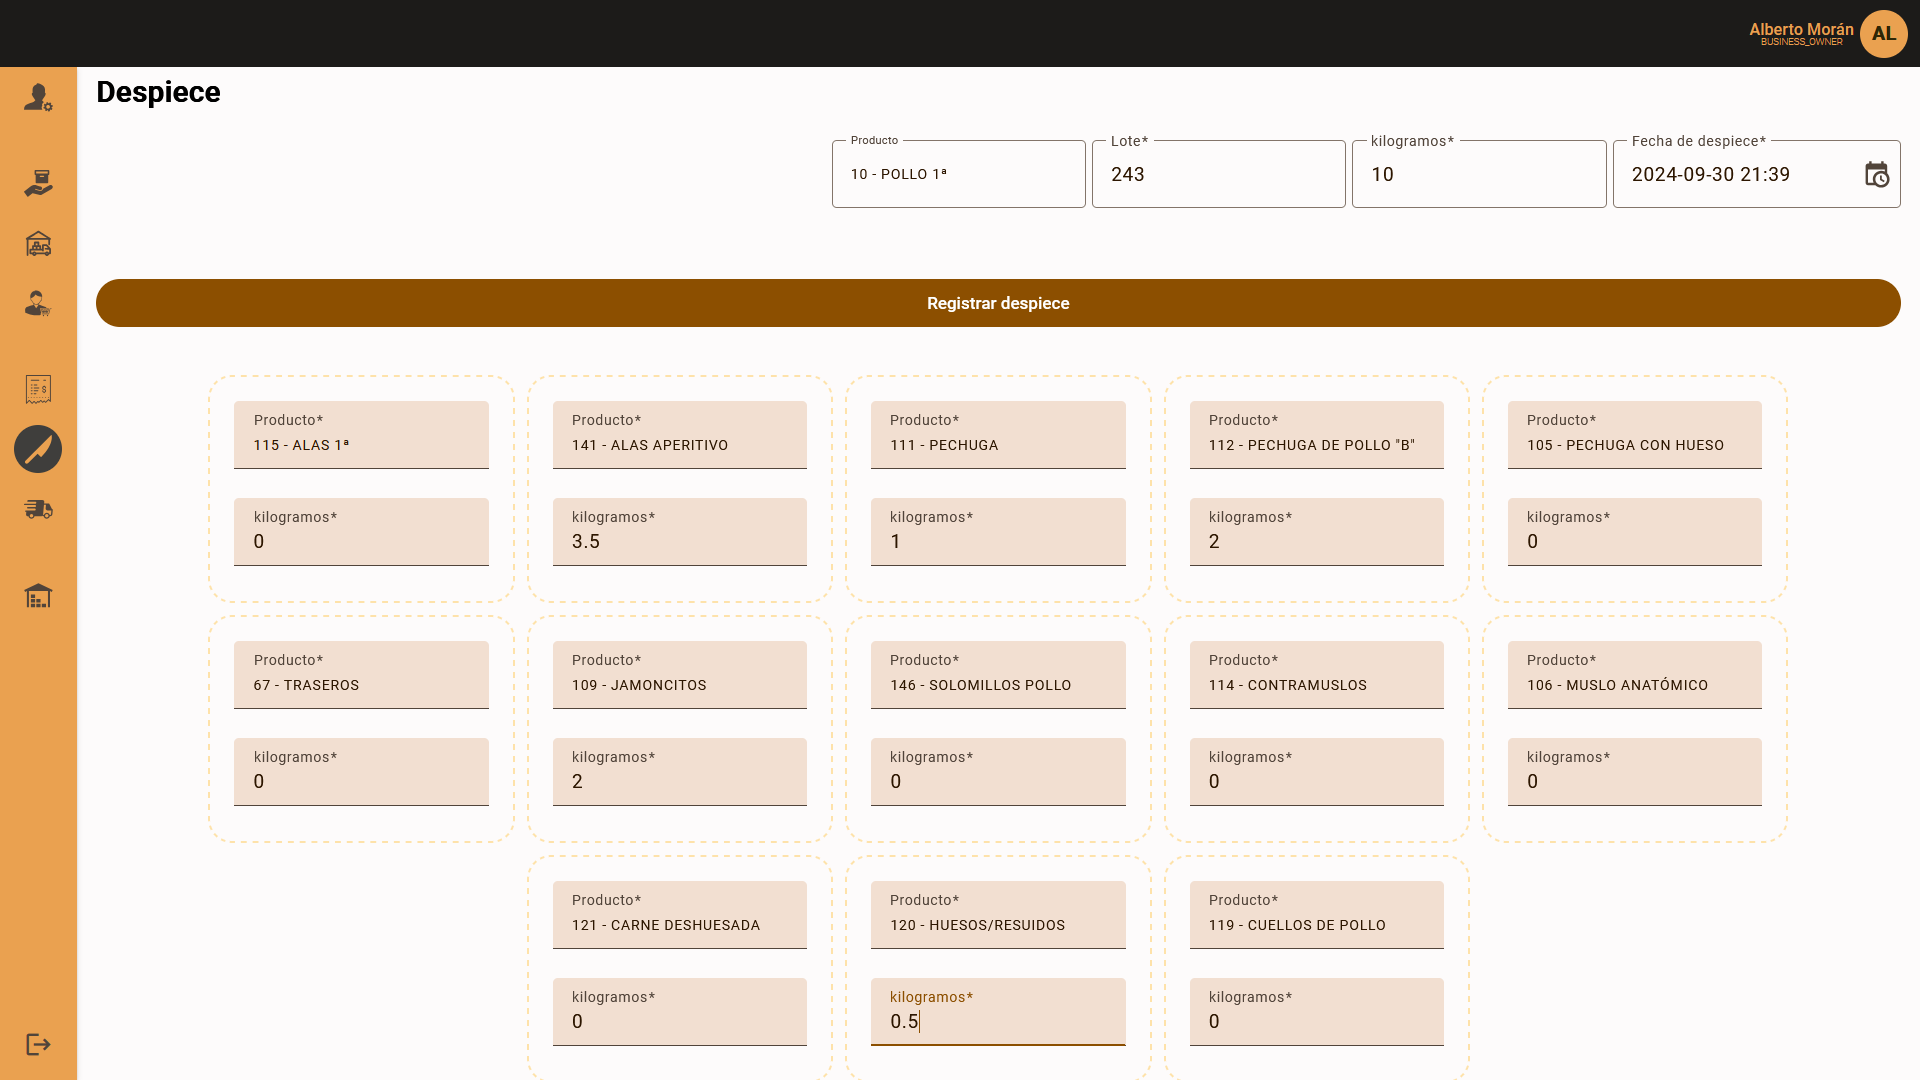 Alberto Morán
BUSINESS_OWNER
AL
Despiece
Producto
10 - POLLO 1ª
Lote*
243
kilogramos*
10
Fecha de despiece*
2024-09-30 21:39
Registrar despiece
Producto*
115 - ALAS 1ª
kilogramos*
0
Producto*
141 - ALAS APERITIVO
kilogramos*
3.5
Producto*
111 - PECHUGA
kilogramos*
1
Producto*
112 - PECHUGA DE POLLO "B"
kilogramos*
2
Producto*
105 - PECHUGA CON HUESO
kilogramos*
0
Producto*
67 - TRASEROS
kilogramos*
0
Producto*
109 - JAMONCITOS
kilogramos*
2
Producto*
146 - SOLOMILLOS POLLO
kilogramos*
0
Producto*
114 - CONTRAMUSLOS
kilogramos*
0
Producto*
106 - MUSLO ANATÓMICO
kilogramos*
0
Producto*
121 - CARNE DESHUESADA
kilogramos*
0
Producto*
120 - HUESOS/RESUIDOS
kilogramos*
0.5
Producto*
119 - CUELLOS DE POLLO
kilogramos*
0